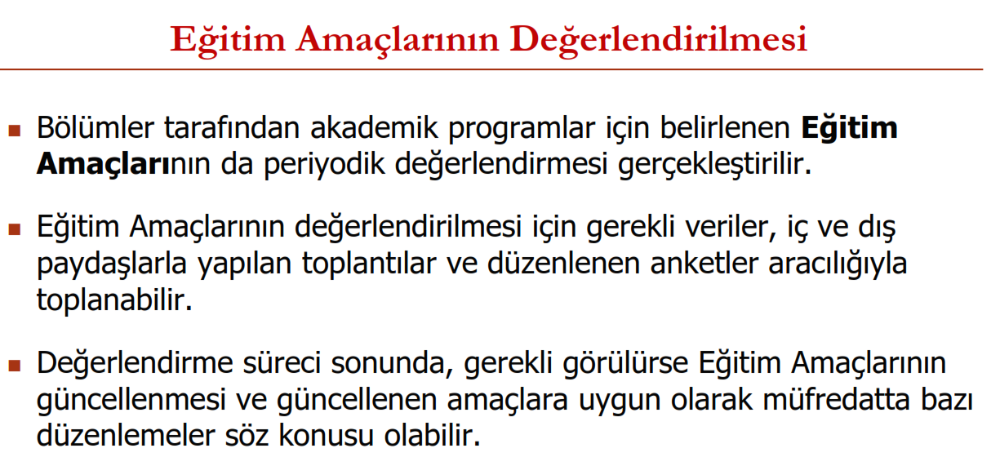 Eğitim Amaçlarının Değerlendirilmesi
▪ Bölümler tarafından akademik programlar için belirlenen Eğitim
Amaçlarının da periyodik değerlendirmesi gerçekleştirilir.
▪ Eğitim Amaçlarının değerlendirilmesi için gerekli veriler, iç ve dış
paydaşlarla yapılan toplantılar ve düzenlenen anketler aracılığıyla
toplanabilir.
▪ Değerlendirme süreci sonunda, gerekli görülürse Eğitim Amaçlarının
güncellenmesi ve güncellenen amaçlara uygun olarak müfredatta bazı
düzenlemeler söz konusu olabilir.